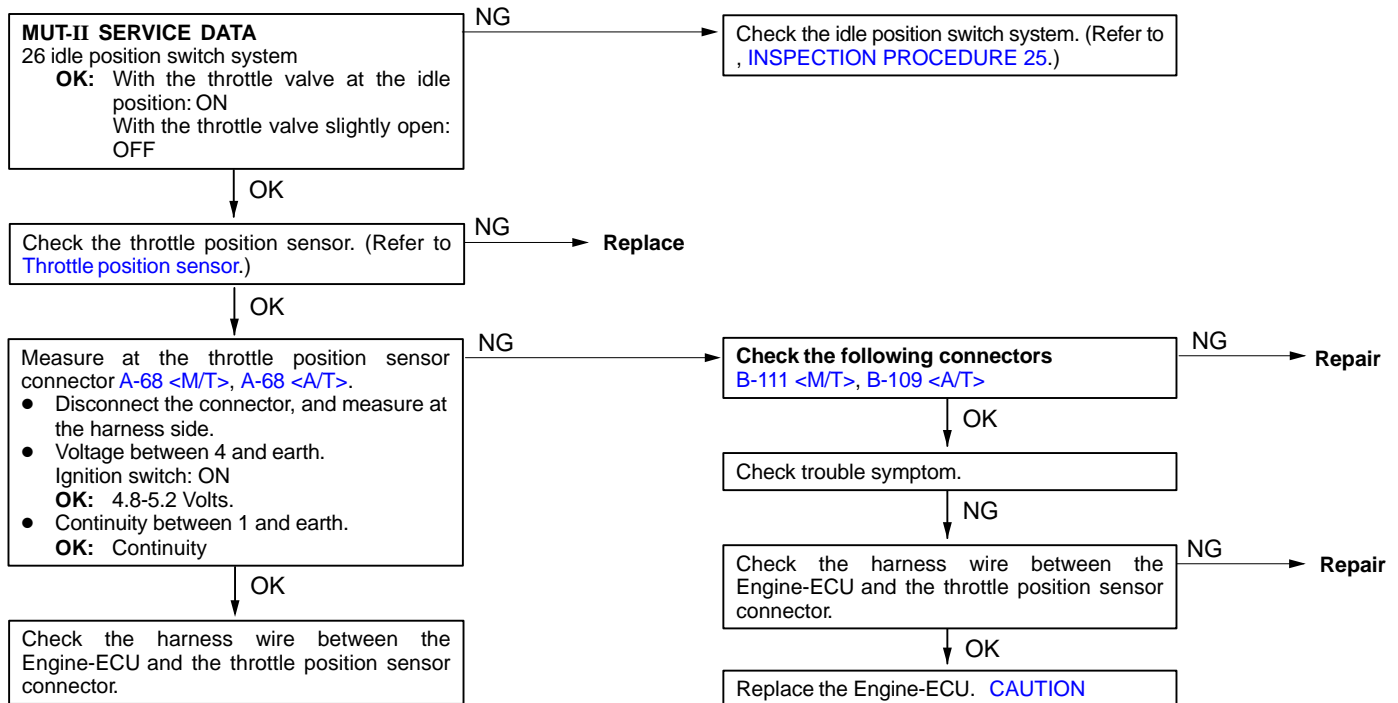 MUT-II SERVICE DATA
26 idle position switch system
OK: With the throttle valve at the idle
position: ON
With the throttle valve slightly open:
OFF
NG
Check the idle position switch system. (Refer to
, INSPECTION PROCEDURE 25.)
OK
Check the throttle position sensor. (Refer to
Throttle position sensor.)
NG
Replace
OK
Measure at the throttle position sensor
connector A-68 <M/T>, A-68 <A/T>.
● Disconnect the connector, and measure at
the harness side.
● Voltage between 4 and earth.
Ignition switch: ON
OK: 4.8-5.2 Volts.
● Continuity between 1 and earth.
OK: Continuity
NG
Check the following connectors
B-111 <M/T>, B-109 <A/T>
NG
Repair
OK
Check trouble symptom.
NG
Check the harness wire between the
Engine-ECU and the throttle position sensor
connector.
NG
Repair
OK
Replace the Engine-ECU. CAUTION
OK
Check the harness wire between the
Engine-ECU and the throttle position sensor
connector.